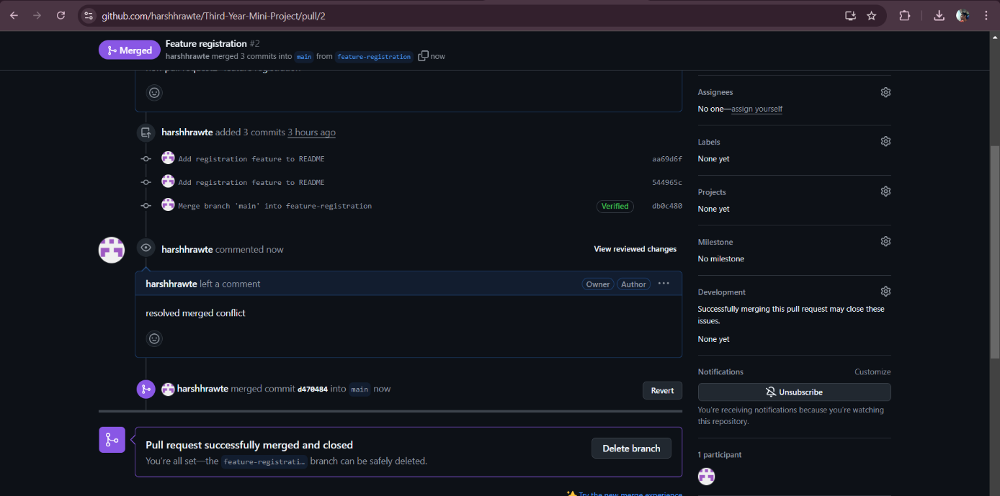 github.com/harshhrawte/Third-Year-Mini-Project/pull/2
Merged
Feature registration #2
harshhrawte merged 3 commits into main from feature-registration now
harshhrawte added 3 commits 3 hours ago
Add registration feature to README aa69d6f
Add registration feature to README 544965c
Merge branch 'main' into feature-registration Verified db0c480
harshhrawte commented now View reviewed changes
harshhrawte left a comment Owner Author
resolved merged conflict
harshhrawte merged commit d470484 into main now Revert
Pull request successfully merged and closed
You're all set—the feature-registrati… branch can be safely deleted.
Delete branch
Try the new merge experience
Assignees
No one—assign yourself
Labels
None yet
Projects
None yet
Milestone
No milestone
Development
Successfully merging this pull request may close these
issues.
None yet
Notifications Customize
Unsubscribe
You're receiving notifications because you're watching
this repository.
1 participant